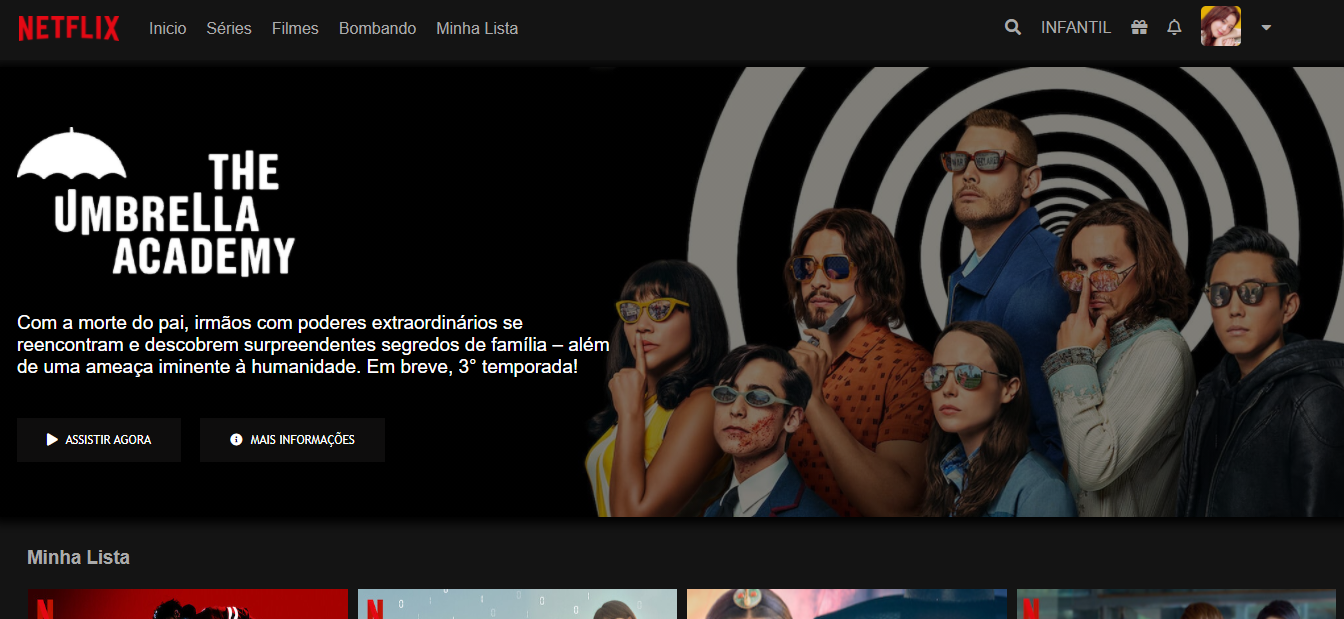 NETFLIX
Inicio Séries Filmes Bombando Minha Lista
INFANTIL
THE
UMBRELLA
ACADEMY
Com a morte do pai, irmãos com poderes extraordinários se
reencontram e descobrem surpreendentes segredos de família – além
de uma ameaça iminente à humanidade. Em breve, 3° temporada!
ASSISTIR AGORA
MAIS INFORMAÇÕES
Minha Lista
N
N
N